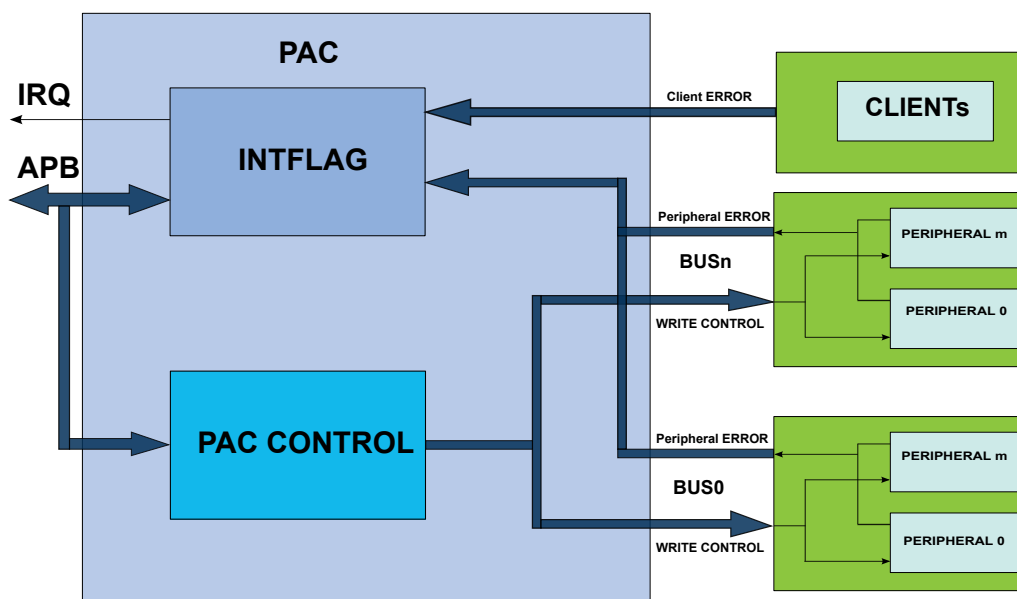 PAC
IRQ
APB
INTFLAG
PAC CONTROL
Client ERROR
CLIENTs
Peripheral ERROR
BUSn
WRITE CONTROL
PERIPHERAL m
PERIPHERAL 0
Peripheral ERROR
BUS0
WRITE CONTROL
PERIPHERAL m
PERIPHERAL 0